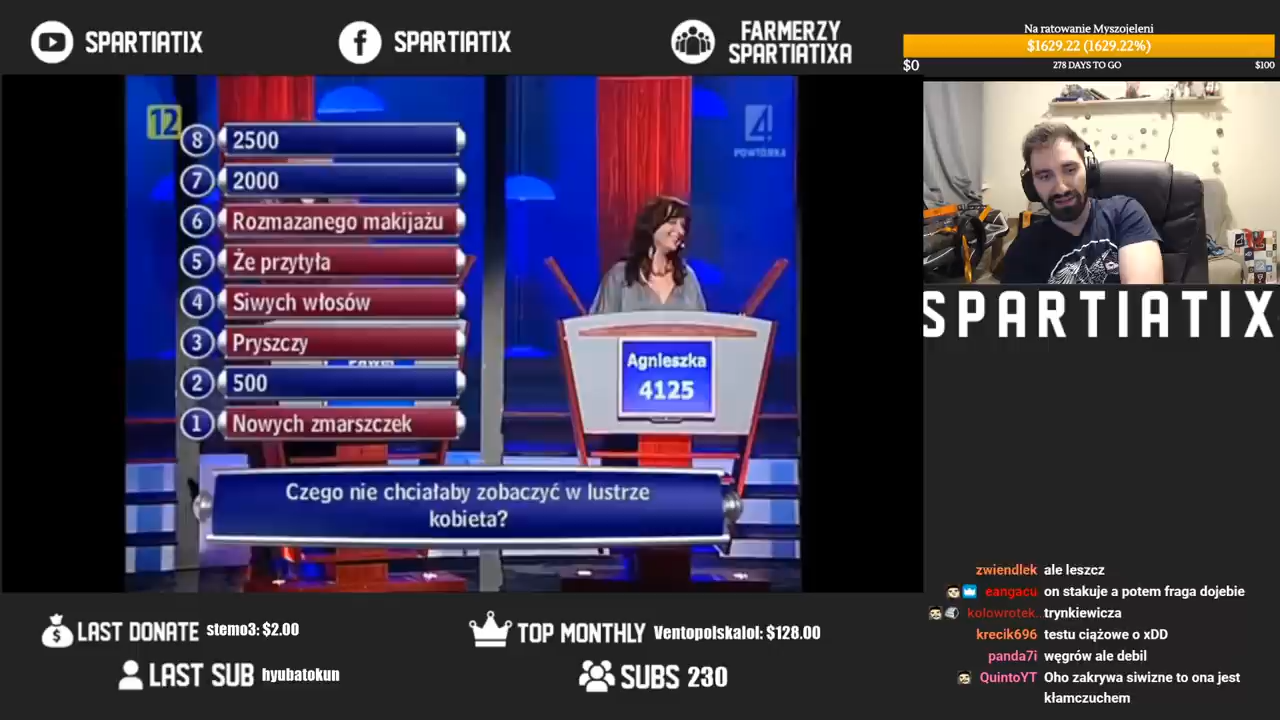 SPARTIATIX
SPARTIATIX
FARMERZY
SPARTIATIXA
Na ratowanie Myszojeleni
$1629.22 (1629.22%)
$0
278 DAYS TO GO
$100
12
4
POWTÓRKA
8 2500
7 2000
6 Rozmazanego makijażu
5 Że przytyła
4 Siwych włosów
3 Pryszczy
2 500
1 Nowych zmarszczek
Agnieszka
4125
Czego nie chciałaby zobaczyć w lustrze
kobieta?
SPARTIATIX
zwiendlek ale leszcz
eangacu on stakuje a potem fraga dojebie
kolowrotek.. trynkiewicza
krecik696 testu ciążowe o xDD
panda7i węgrów ale debil
QuintoYT Oho zakrywa siwizne to ona jest
kłamczuchem
LAST DONATE stemo3: $2.00
TOP MONTHLY Ventopolskalol: $128.00
LAST SUB hyubatokun
SUBS 230